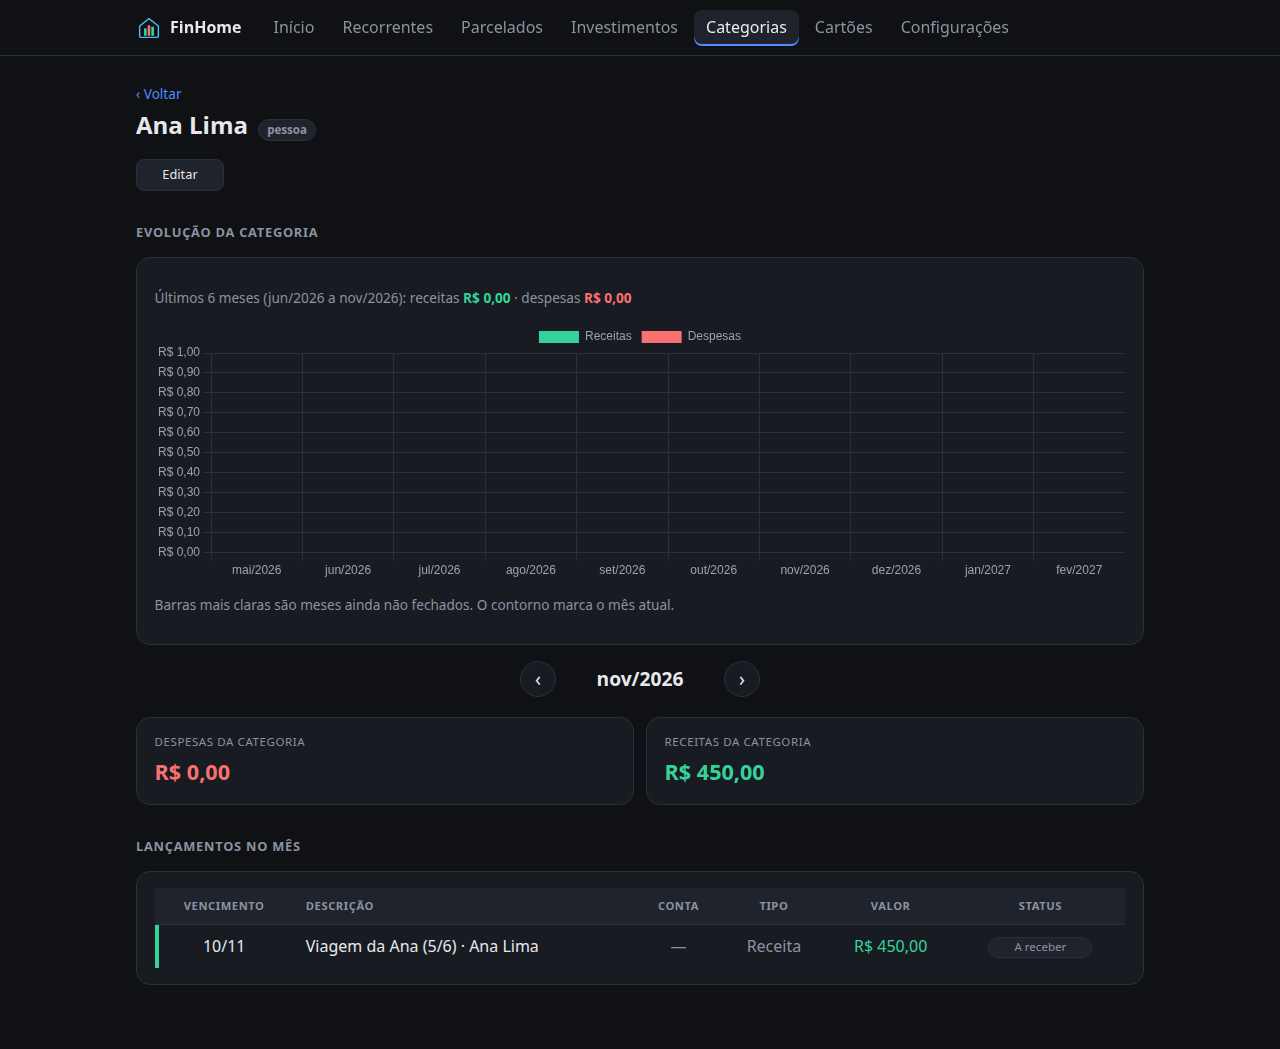 FinHome Início Recorrentes Parcelados Investimentos Categorias Cartões Configurações
‹ Voltar
Ana Lima pessoa
Editar
EVOLUÇÃO DA CATEGORIA
Últimos 6 meses (jun/2026 a nov/2026): receitas R$ 0,00 · despesas R$ 0,00
Receitas Despesas
R$ 1,00
R$ 0,90
R$ 0,80
R$ 0,70
R$ 0,60
R$ 0,50
R$ 0,40
R$ 0,30
R$ 0,20
R$ 0,10
R$ 0,00
mai/2026 jun/2026 jul/2026 ago/2026 set/2026 out/2026 nov/2026 dez/2026 jan/2027 fev/2027
Barras mais claras são meses ainda não fechados. O contorno marca o mês atual.
‹ nov/2026 ›
DESPESAS DA CATEGORIA RECEITAS DA CATEGORIA
R$ 0,00 R$ 450,00
LANÇAMENTOS NO MÊS
VENCIMENTO DESCRIÇÃO CONTA TIPO VALOR STATUS
10/11 Viagem da Ana (5/6) · Ana Lima — Receita R$ 450,00 A receber